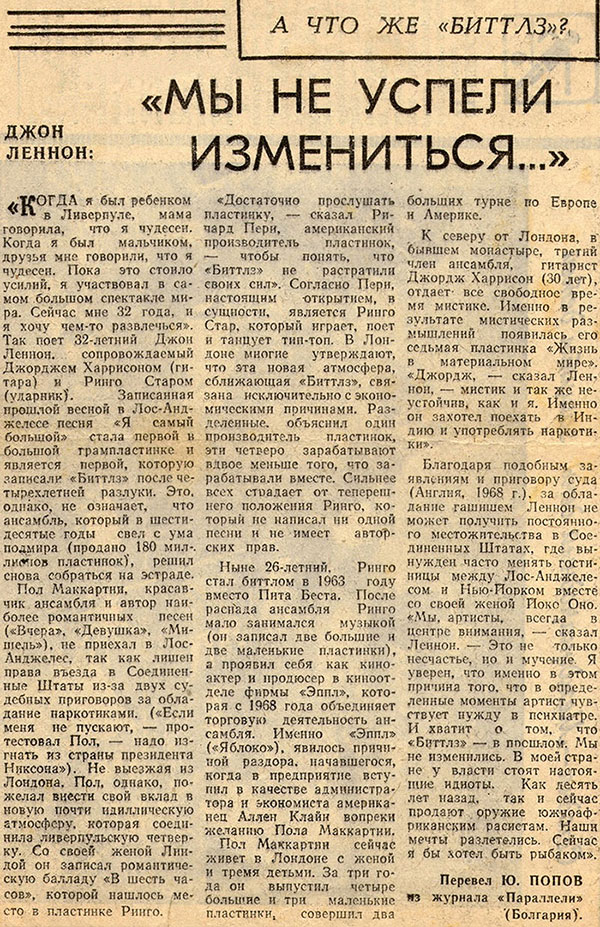 А ЧТО ЖЕ «БИТТЛЗ»?
ДЖОН
ЛЕННОН:
«МЫ НЕ УСПЕЛИ
ИЗМЕНИТЬСЯ...»
«КОГДА я был ребенком
в Ливерпуле, мама
говорила, что я чудесен.
Когда я был мальчиком,
друзья мне говорили, что я
чудесен. Пока это стоило
усилий, я участвовал в са-
мом большом спектакле ми-
ра. Сейчас мне 32 года, и
я хочу чем-то развлечься».
Так поет 32-летний Джон
Леннон, сопровождаемый
Джорджем Харрисоном (ги-
тара) и Ринго Старом
(ударник). Записанная
прошлой весной в Лос-Анд-
желесе песня «Я самый
большой» стала первой в
большой грампластинке и
является первой, которую
записали «Биттлз» после че-
тырехлетней разлуки. Это,
однако, не означает, что
ансамбль, который в шести-
десятые годы свел с ума
полмира (продано 180 мил-
лионов пластинок), решил
снова собраться на эстраде.
Пол Маккартни, красав-
чик ансамбля и автор наи-
более романтичных песен
(«Вчера», «Девушка», «Ми-
шель»), не приехал в Лос-
Анджелес, так как лишен
права въезда в Соединен-
ные Штаты из-за двух су-
дебных приговоров за обла-
дание наркотиками. («Если
меня не пускают, — про-
тестовал Пол, — надо из-
гнать из страны президента
Никсона»). Не выезжая из
Лондона, Пол, однако, по-
желал внести свой вклад в
новую почти идиллическую
атмосферу, которая соеди-
нила ливерпульскую четвер-
ку. Со своей женой Лин-
дой он записал романтиче-
скую балладу «В шесть ча-
сов», которой нашлось ме-
сто в пластинке Ринго.
«Достаточно прослушать
пластинку, — сказал Ри-
чард Пери, американский
производитель пластинок,
— чтобы понять, что
«Биттлз» не растратили
своих сил». Согласно Пери,
настоящим открытием, в
сущности, является Ринго
Стар, который играет, поет
и танцует тип-топ. В Лон-
доне многие утверждают,
что эта новая атмосфера,
сближающая «Биттлз», свя-
зана исключительно с эконо-
мическими причинами. Раз-
деленные, объяснил один
производитель пластинок,
эти четверо зарабатывают
вдвое меньше того, что за-
рабатывали вместе. Сильнее
всех страдает от теперешне-
го положения Ринго, ко-
торый не написал ни одной
песни и не имеет автор-
ских прав.
Ныне 26-летний, Ринго
стал биттлом в 1963 году
вместо Пита Беста. После
распада ансамбля Ринго
мало занимался музыкой
(он записал две большие и
две маленькие пластинки),
а проявил себя как кино-
актер и продюсер в киноот-
деле фирмы «Эппл», кото-
рая с 1968 года объединяет
торговую деятельность ан-
самбля. Именно «Эппл»
(«Яблоко»), явилось причи-
ной раздора, начавшегося,
когда в предприятие всту-
пил в качестве администра-
тора и экономиста америка-
нец Аллен Клайн вопреки
желанию Пола Маккартни.
Пол Маккартни сейчас
живет в Лондоне с женой
и тремя детьми. За три го-
да он выпустил четыре
большие и три маленькие
пластинки, совершил два
больших турне по Европе
и Америке.
К северу от Лондона, в
бывшем монастыре, третий
член ансамбля, гитарист
Джордж Харрисон (30 лет),
отдает все свободное вре-
мя мистике. Именно в ре-
зультате мистических раз-
мышлений появилась его
седьмая пластинка «Жизнь
в материальном мире».
«Джордж, — сказал Лен-
нон, — мистик и так же не-
устойчив, как и я. Именно
он захотел поехать в Ин-
дию и употреблять наркоти-
ки».
Благодаря подобным за-
явлениям и приговору суда
(Англия, 1968 г.), за обла-
дание гашишем Леннон не
может получить постоянно-
го местожительства в Сое-
диненных Штатах, где вы-
нужден часто менять гости-
ницы между Лос-Анджеле-
сом и Нью-Йорком вместе
со своей женой Йоко Оно.
«Мы, артисты, всегда в
центре внимания, — сказал
Леннон. — Это не только
несчастье, но и мучение. Я
уверен, что именно в этом
причина того, что в опреде-
ленные моменты артист чув-
ствует нужду в психиатре.
И хватит о том, что
«Биттлз» — в прошлом. Мы
не изменились. В моей стра-
не у власти стоят настоя-
щие идиоты. Как десять
лет назад, так и сейчас
продают оружие южноаф-
риканским расистам. Наши
мечты разлетелись. Сейчас
я бы хотел быть рыбаком».
Перевел Ю. ПОПОВ
из журнала «Параллели»
(Болгария).